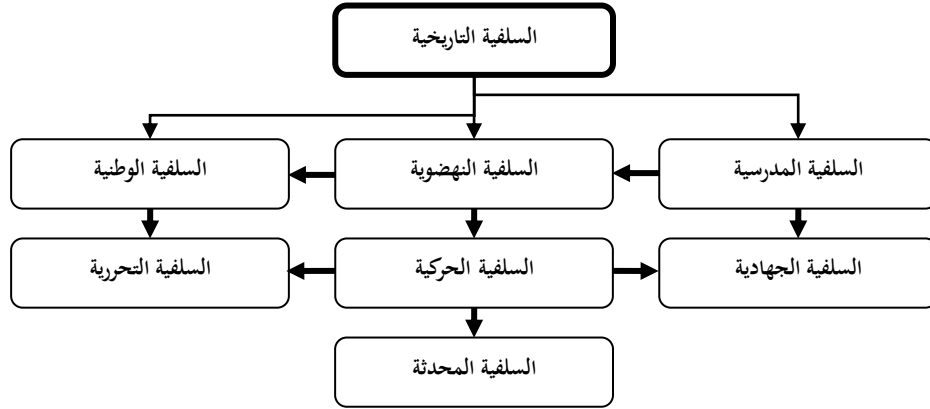 السلفية التاريخية
السلفية المدرسية
السلفية النهضوية
السلفية الوطنية
السلفية الجهادية
السلفية الحركية
السلفية التحررية
السلفية المحدثة